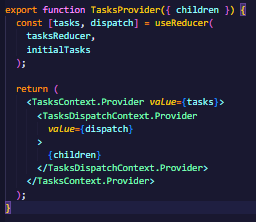 export function TasksProvider({ children }) {
  const [tasks, dispatch] = useReducer(
    tasksReducer,
    initialTasks
  );

  return (
    <TasksContext.Provider value={tasks}>
      <TasksDispatchContext.Provider
        value={dispatch}
      >
        {children}
      </TasksDispatchContext.Provider>
    </TasksContext.Provider>
  );
}